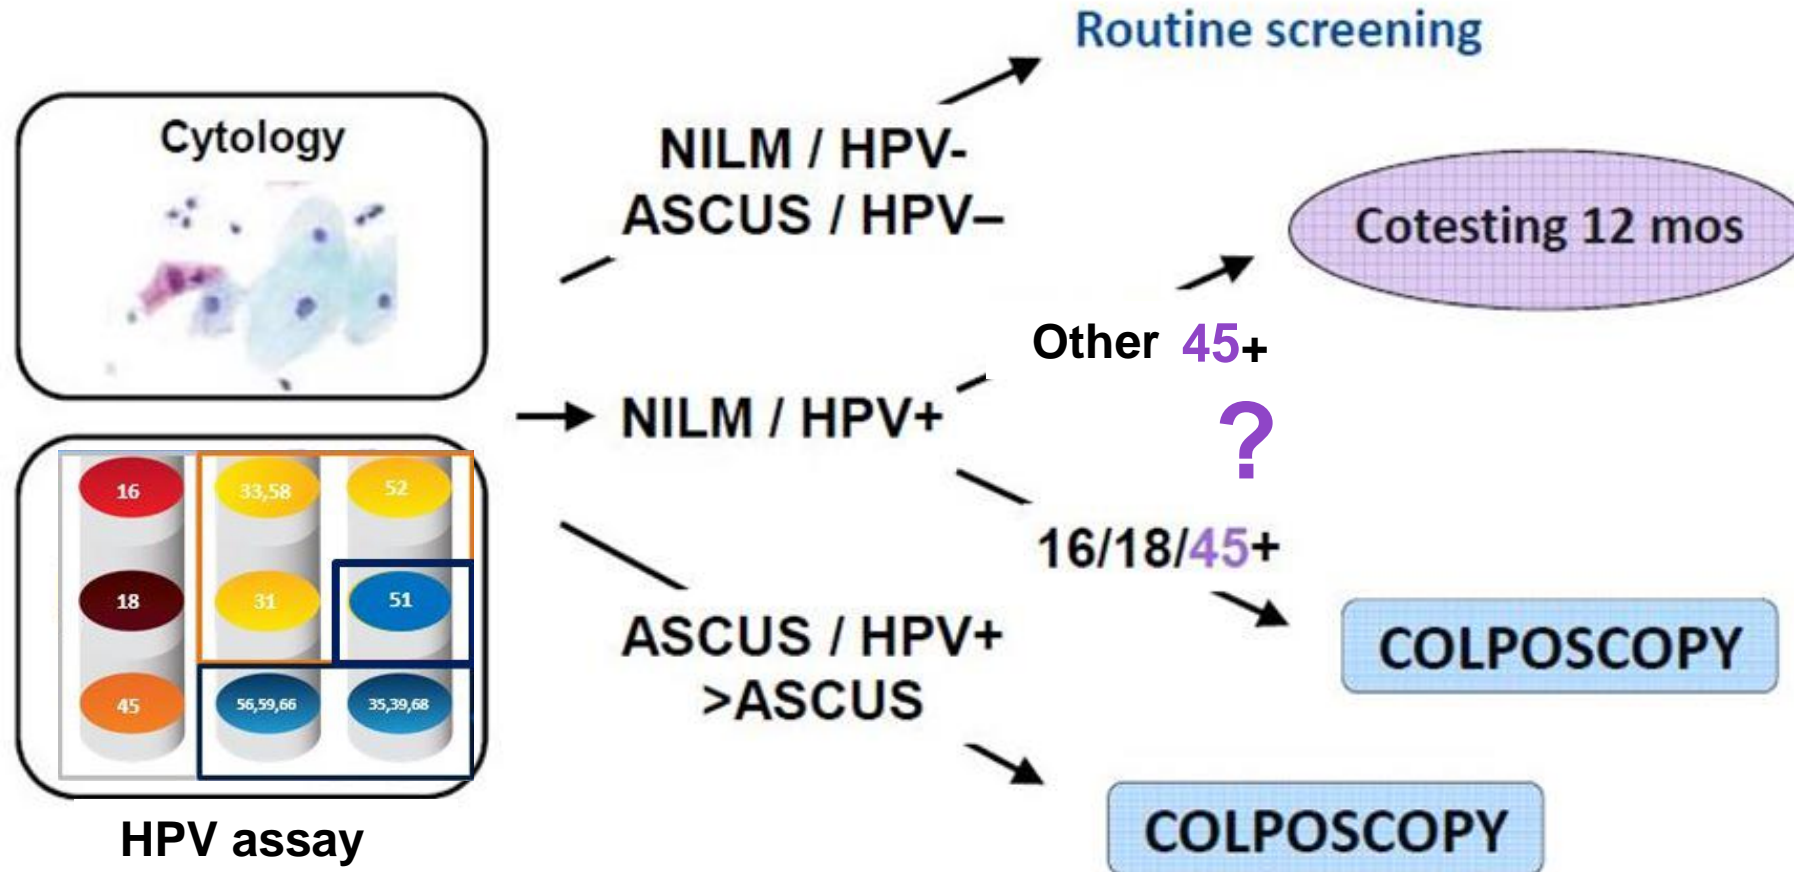 Routine screening
Cytology
NILM / HPV-
ASCUS / HPV–
Cotesting 12 mos
Other 45+
NILM / HPV+
?
16 33,58 52
16/18/45+
18 31 51
ASCUS / HPV+
>ASCUS
COLPOSCOPY
45 56,59,66 35,39,68
COLPOSCOPY
HPV assay